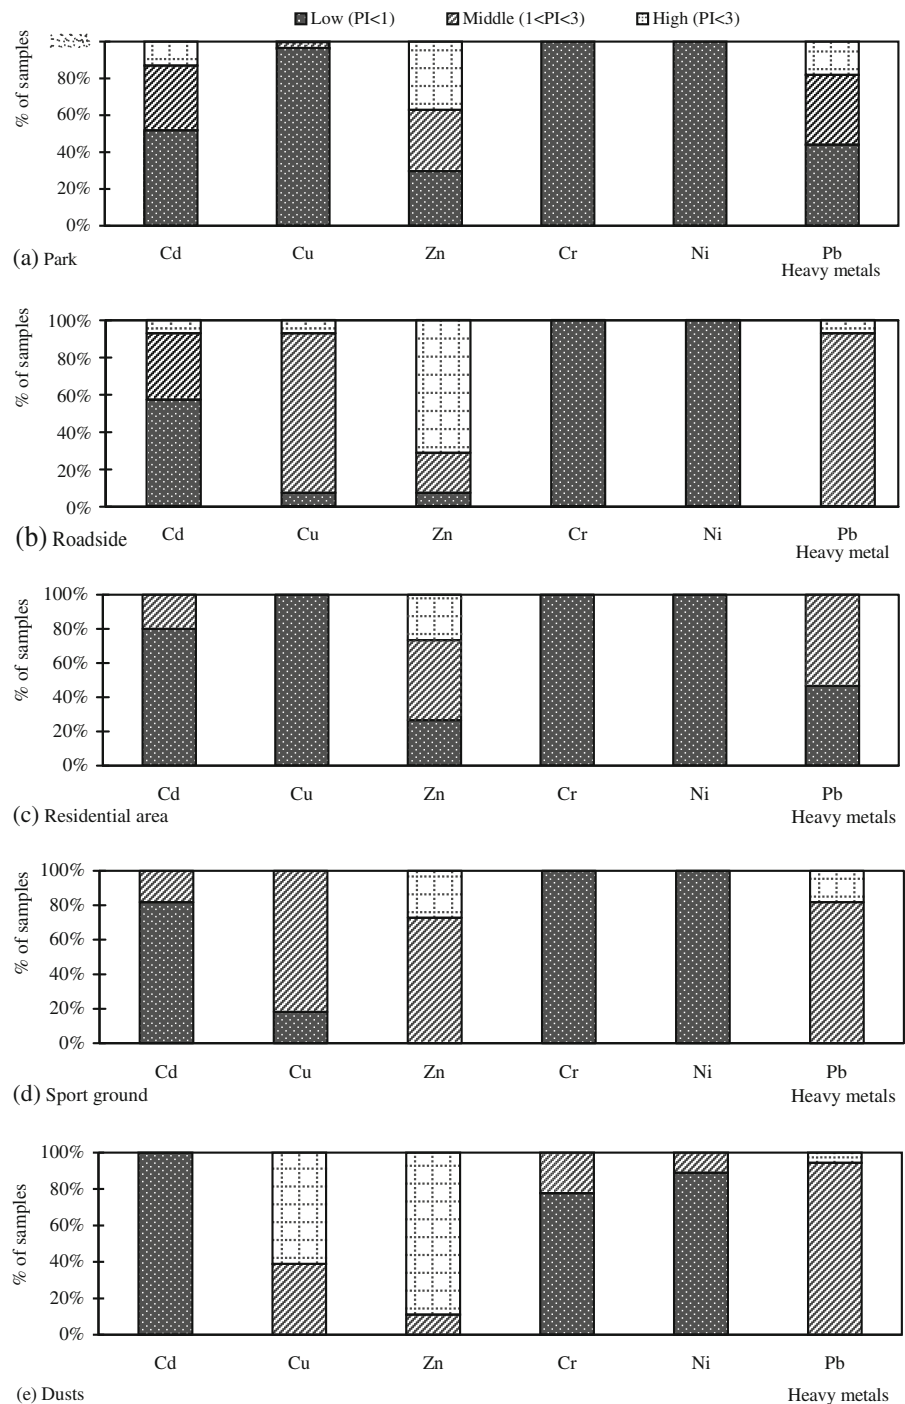 Low (PI<1) Middle (1<PI<3) High (PI<3)
% of samples
80%
60%
40%
20%
0%
Cd Cu Zn Cr Ni Pb
(a) Park Heavy metals
% of samples
100%
80%
60%
40%
20%
0%
Cd Cu Zn Cr Ni Pb
(b) Roadside Heavy metal
% of samples
100%
80%
60%
40%
20%
0%
Cd Cu Zn Cr Ni Pb
(c) Residential area Heavy metals
% of samples
100%
80%
60%
40%
20%
0%
Cd Cu Zn Cr Ni Pb
(d) Sport ground Heavy metals
% of samples
100%
80%
60%
40%
20%
0%
Cd Cu Zn Cr Ni Pb
(e) Dusts Heavy metals